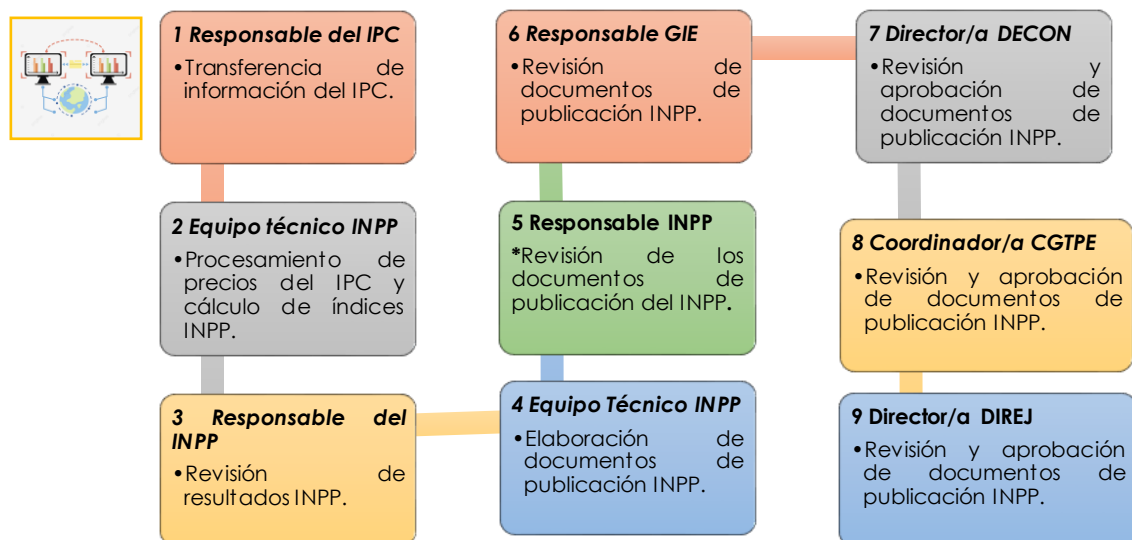 1 Responsable del IPC
•Transferencia de
información del IPC.
2 Equipo técnico INPP
•Procesamiento de
precios del IPC y
cálculo de índices
INPP.
3 Responsable del
INPP
•Revisión de
resultados INPP.
4 Equipo Técnico INPP
•Elaboración de
documentos de
publicación INPP.
5 Responsable INPP
*Revisión de los
documentos de
publicación del INPP.
6 Responsable GIE
•Revisión de
documentos de
publicación INPP.
7 Director/a DECON
•Revisión y
aprobación de
documentos de
publicación INPP.
8 Coordinador/a CGTPE
•Revisión y aprobación
de documentos de
publicación INPP.
9 Director/a DIREJ
•Revisión y aprobación
de documentos de
publicación INPP.